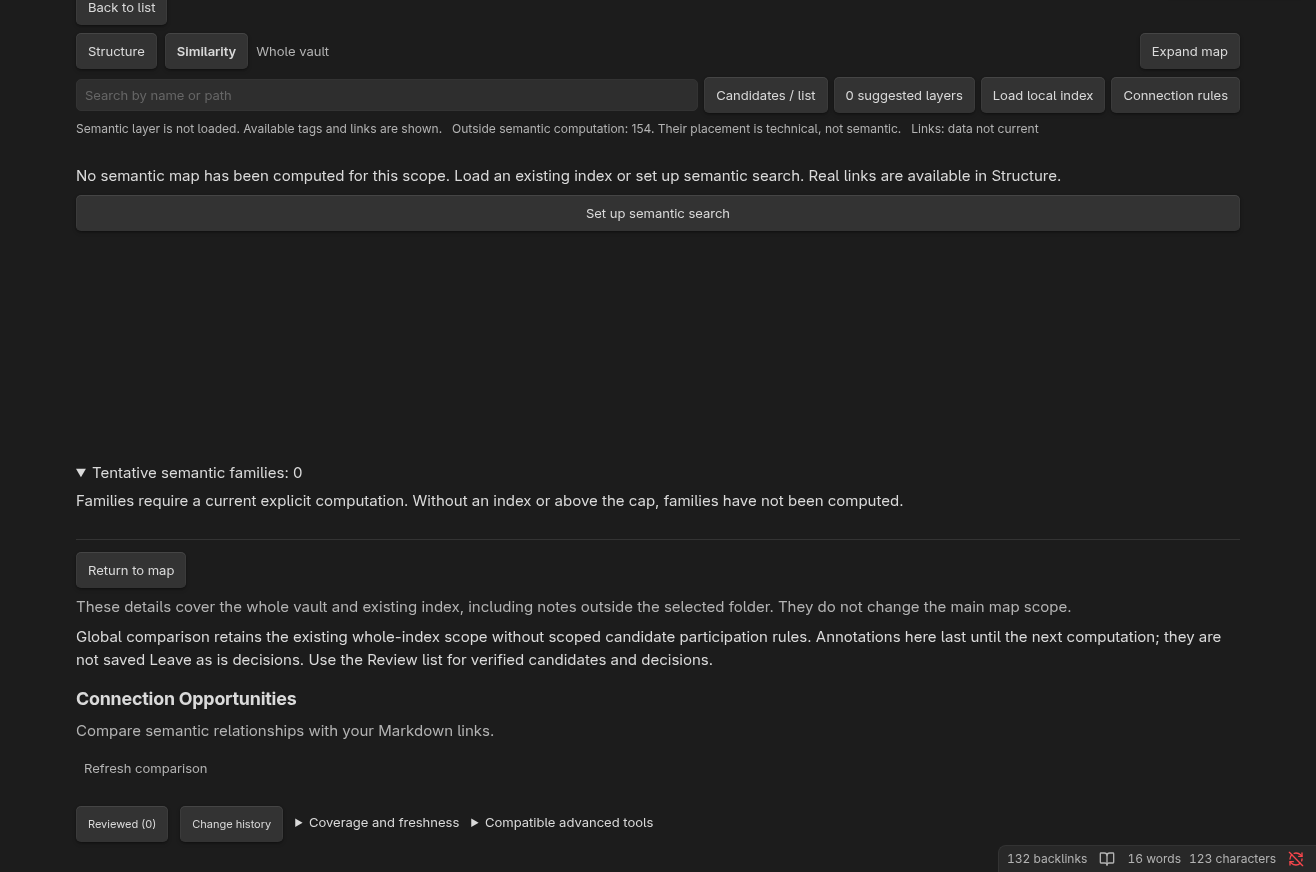 Back to list
Structure Similarity Whole vault Expand map
Search by name or path Candidates / list 0 suggested layers Load local index Connection rules
Semantic layer is not loaded. Available tags and links are shown. Outside semantic computation: 154. Their placement is technical, not semantic. Links: data not current
No semantic map has been computed for this scope. Load an existing index or set up semantic search. Real links are available in Structure.
Set up semantic search
Tentative semantic families: 0
Families require a current explicit computation. Without an index or above the cap, families have not been computed.
Return to map
These details cover the whole vault and existing index, including notes outside the selected folder. They do not change the main map scope.
Global comparison retains the existing whole-index scope without scoped candidate participation rules. Annotations here last until the next computation; they are
not saved Leave as is decisions. Use the Review list for verified candidates and decisions.
Connection Opportunities
Compare semantic relationships with your Markdown links.
Refresh comparison
Reviewed (0) Change history Coverage and freshness Compatible advanced tools
132 backlinks 16 words 123 characters